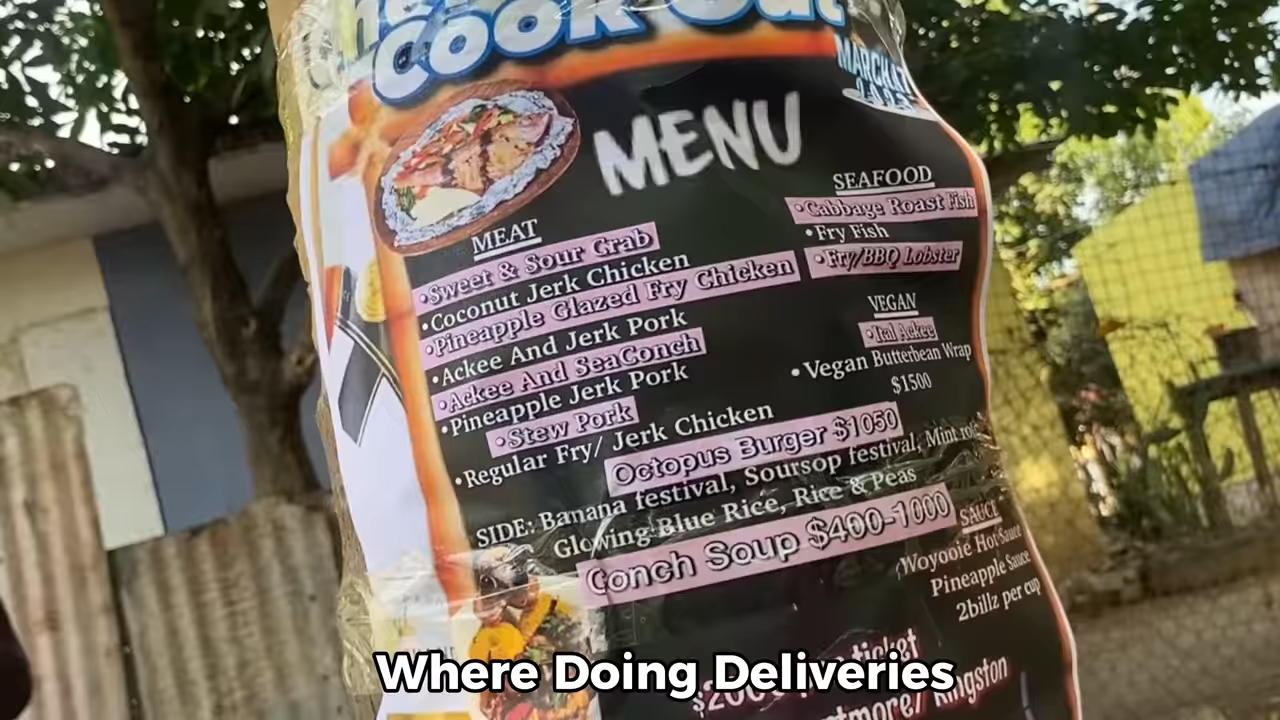 Cook Out
MENU
MEAT
•Sweet & Sour Crab
•Coconut Jerk Chicken
•Pineapple Glazed Fry Chicken
•Ackee And Jerk Pork
•Ackee And SeaConch
•Pineapple Jerk Pork
•Stew Pork
•Regular Fry/ Jerk Chicken
SEAFOOD
•Cabbage Roast Fish
•Fry Fish
•Fry/BBQ Lobster
VEGAN
•Ital Ackee
•Vegan Butterbean Wrap
$1500
Octopus Burger $1050
SIDE: Banana festival, Soursop festival, Mint
Glowing Blue Rice, Rice & Peas
Conch Soup $400-1000
SAUCE
Woyooie Hot Sauce
Pineapple Sauce
2billz per cup
ticket
Kingston
Where Doing Deliveries